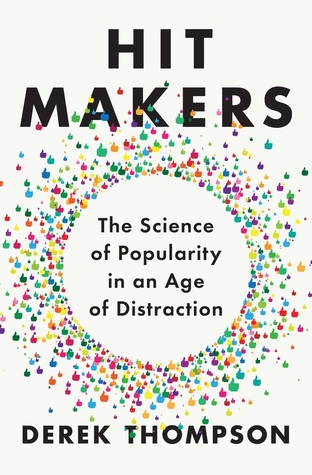 HIT
MAKERS
The Science
of Popularity
in an Age
of Distraction
DEREK THOMPSON